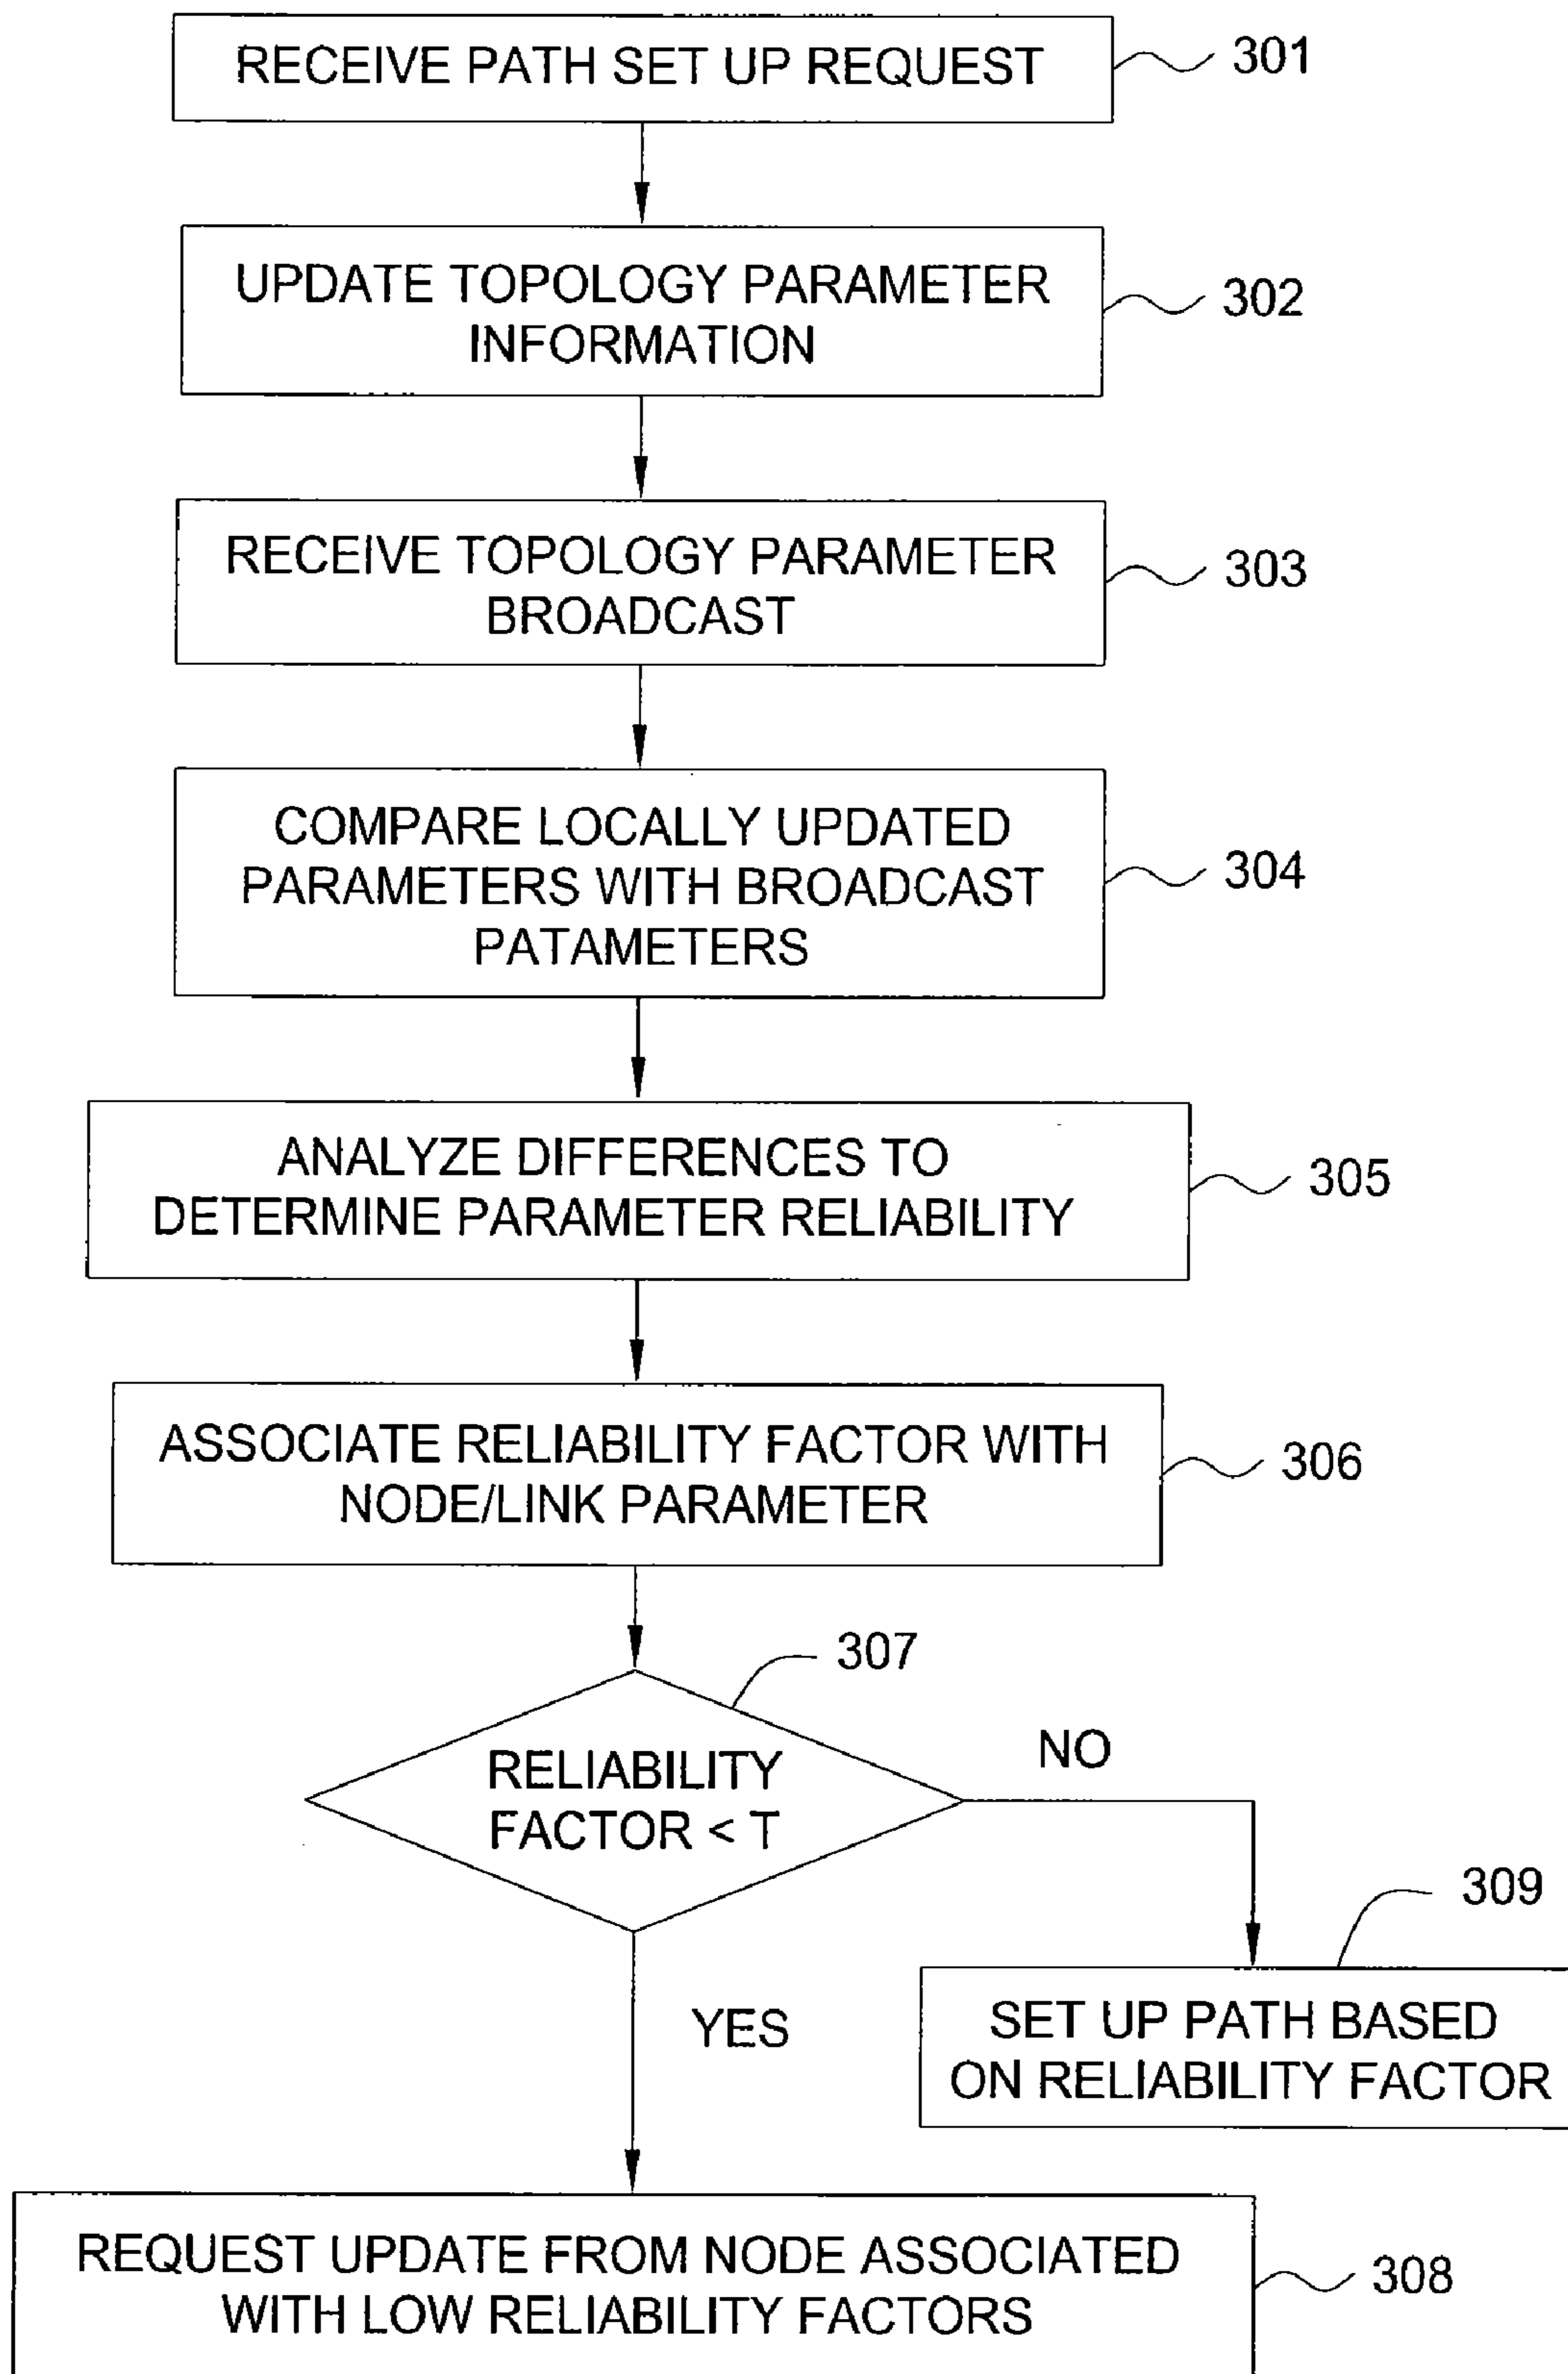 RECEIVE PATH SET UP REQUEST
301
UPDATE TOPOLOGY PARAMETER
INFORMATION
302
RECEIVE TOPOLOGY PARAMETER
BROADCAST
303
COMPARE LOCALLY UPDATED
PARAMETERS WITH BROADCAST
PATAMETERS
304
ANALYZE DIFFERENCES TO
DETERMINE PARAMETER RELIABILITY
305
ASSOCIATE RELIABILITY FACTOR WITH
NODE/LINK PARAMETER
306
307
RELIABILITY
FACTOR < T
NO
YES
309
SET UP PATH BASED
ON RELIABILITY FACTOR
REQUEST UPDATE FROM NODE ASSOCIATED
WITH LOW RELIABILITY FACTORS
308